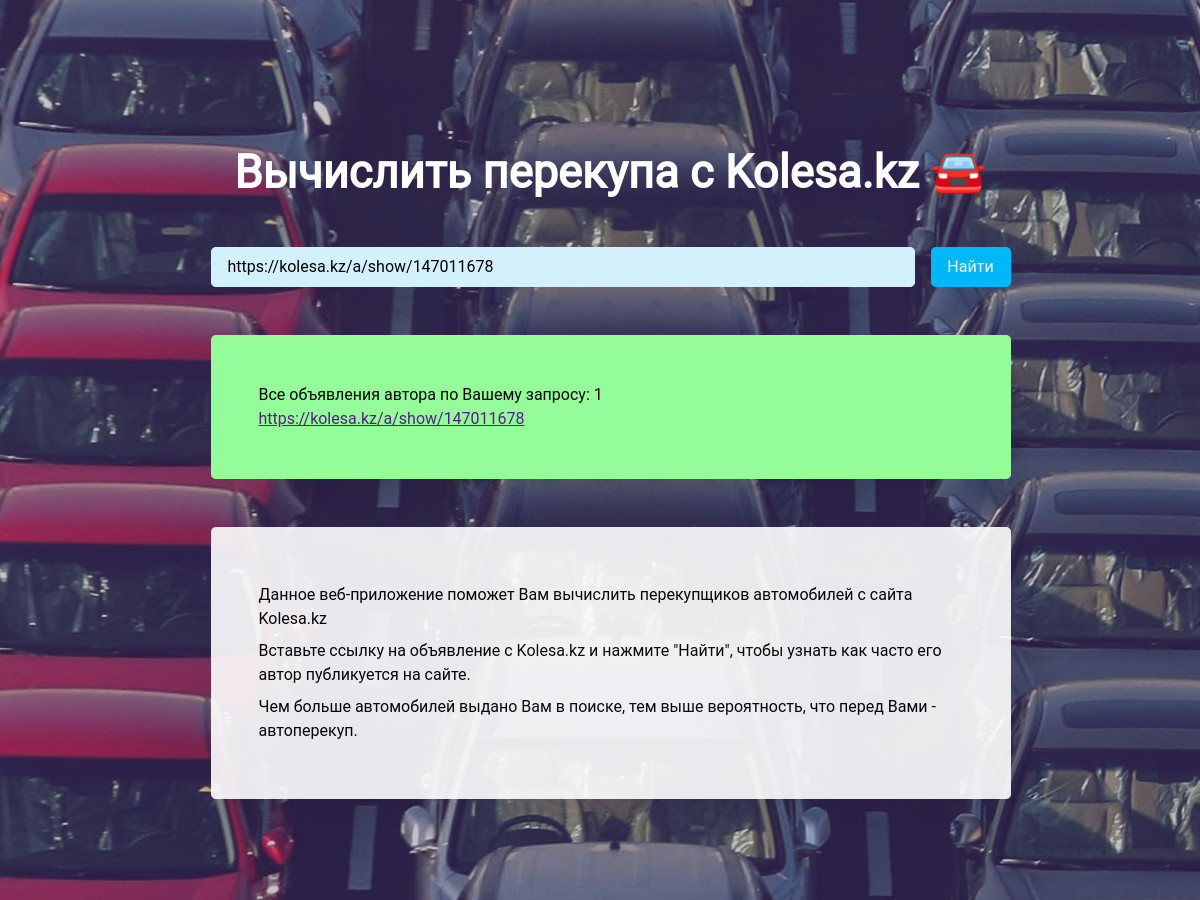 Вычислить перекупа с Kolesa.kz 🚘
https://kolesa.kz/a/show/147011678
Найти
Все объявления автора по Вашему запросу: 1
https://kolesa.kz/a/show/147011678
Данное веб-приложение поможет Вам вычислить перекупщиков автомобилей с сайта
Kolesa.kz
Вставьте ссылку на объявление с Kolesa.kz и нажмите "Найти", чтобы узнать как часто его
автор публикуется на сайте.
Чем больше автомобилей выдано Вам в поиске, тем выше вероятность, что перед Вами -
автоперекуп.